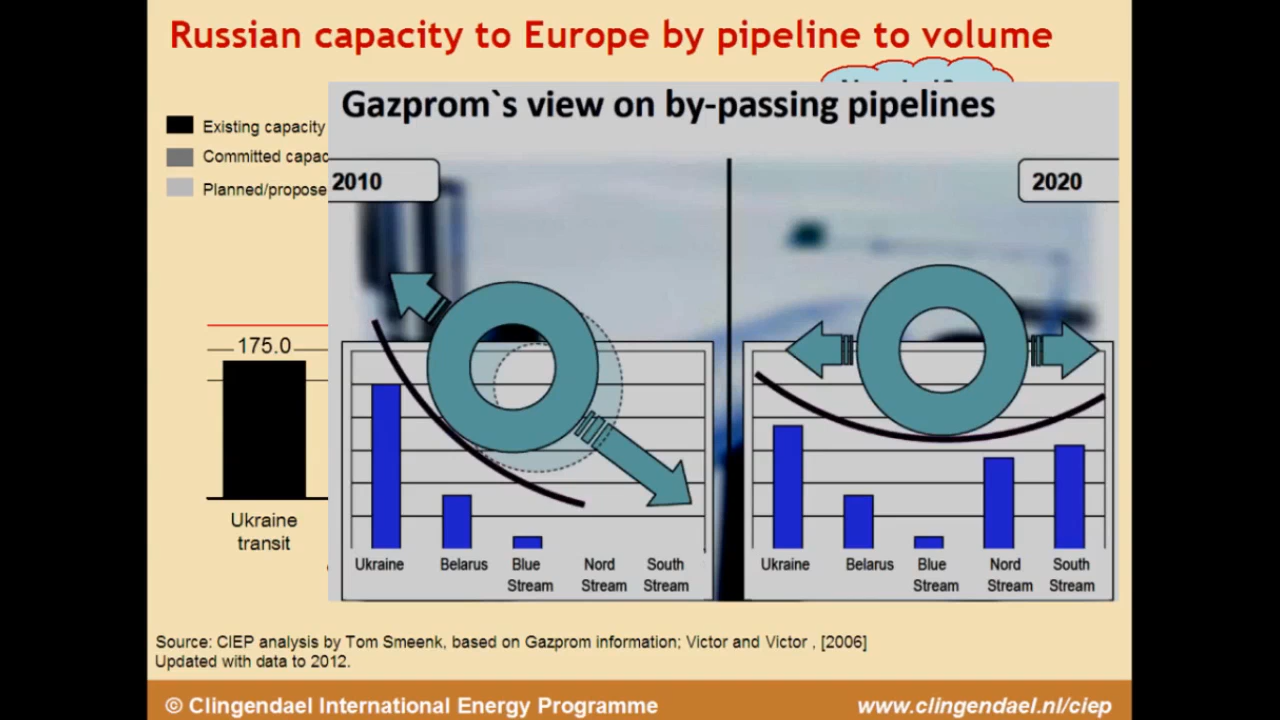 Russian capacity to Europe by pipeline to volume
Gazprom`s view on by-passing pipelines
Existing capacity
Committed capac
Planned/propose
2010
2020
175.0
Ukraine
transit
Ukraine Belarus Blue Stream Nord Stream South Stream
Ukraine Belarus Blue Stream Nord Stream South Stream
Source: CIEP analysis by Tom Smeenk, based on Gazprom information; Victor and Victor , [2006]
Updated with data to 2012.
© Clingendael International Energy Programme
www.clingendael.nl/ciep